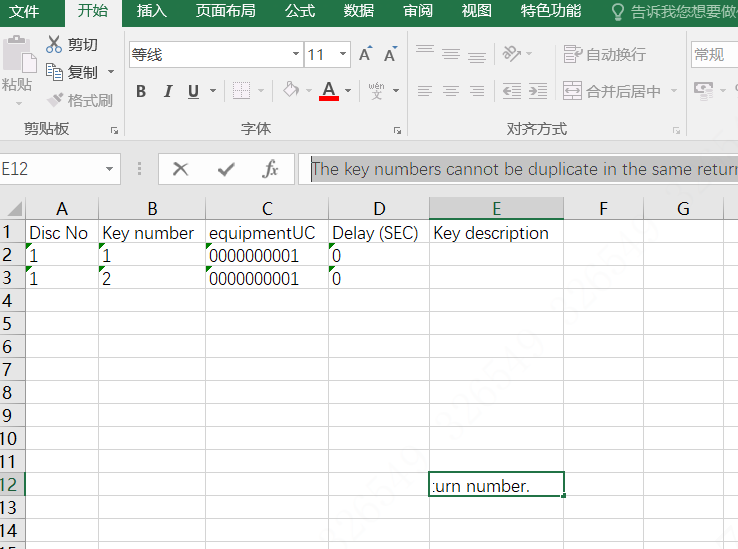 文件 开始 插入 页面布局 公式 数据 审阅 视图 特色功能 告诉我您想要做
剪切
复制
格式刷
粘贴
等线 11 A A
B I U A wén 文
自动换行
合并后居中
常规
剪贴板 字体 对齐方式
E12 fx The key numbers cannot be duplicate in the same return
A B C D E F G
1 Disc No Key number equipmentUC Delay (SEC) Key description
2 1 1 0000000001 0
3 1 2 0000000001 0
4
5
6
7
8
9
10
11
12 turn number.
13
14